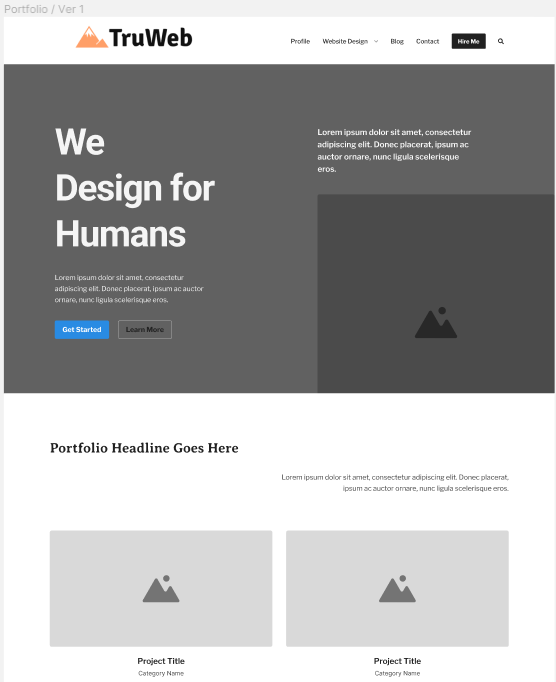 Portfolio / Ver 1
TruWeb
Profile
Website Design
Blog
Contact
Hire Me
We
Design for
Humans
Lorem ipsum dolor sit amet, consectetur
adipiscing elit. Donec placerat, ipsum ac auctor
ornare, nunc ligula scelerisque eros.
Get Started
Learn More
Lorem ipsum dolor sit amet, consectetur
adipiscing elit. Donec placerat, ipsum ac
auctor ornare, nunc ligula scelerisque
eros.
Portfolio Headline Goes Here
Lorem ipsum dolor sit amet, consectetur adipiscing elit. Donec placerat,
ipsum ac auctor ornare, nunc ligula scelerisque eros.
Project Title
Category Name
Project Title
Category Name